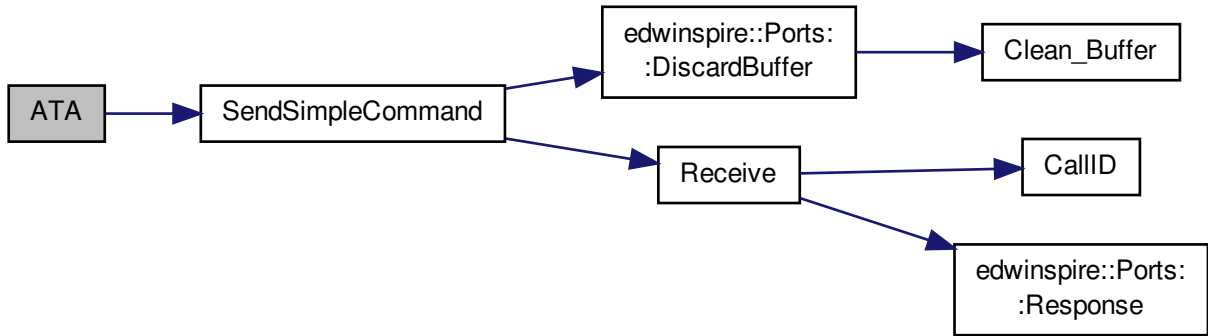 ATA
SendSimpleCommand
edwinspire::Ports:
:DiscardBuffer
Clean_Buffer
Receive
CallID
edwinspire::Ports:
:Response